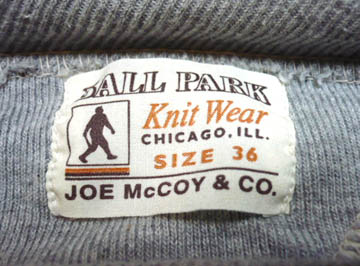 BALL PARK
Knit Wear
CHICAGO, ILL.
SIZE 36
JOE McCOY & CO.